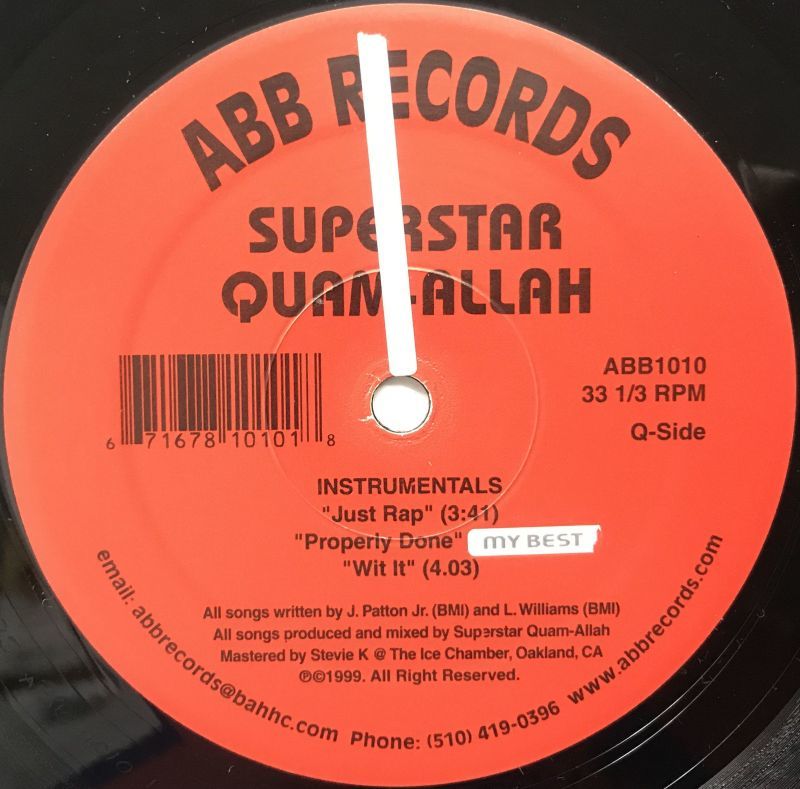 ABB RECORDS
SUPERSTAR
QUAM-ALLAH
ABB1010
33 1/3 RPM
Q-Side
6 71678 10101 8
INSTRUMENTALS
"Just Rap" (3:41)
"Properly Done" MY BEST
"Wit It" (4.03)
All songs written by J. Patton Jr. (BMI) and L. Williams (BMI)
All songs produced and mixed by Superstar Quam-Allah
Mastered by Stevie K @ The Ice Chamber, Oakland, CA
℗©1999. All Right Reserved.
email: abbrecords@bahhc.com Phone: (510) 419-0396 www.abbrecords.com